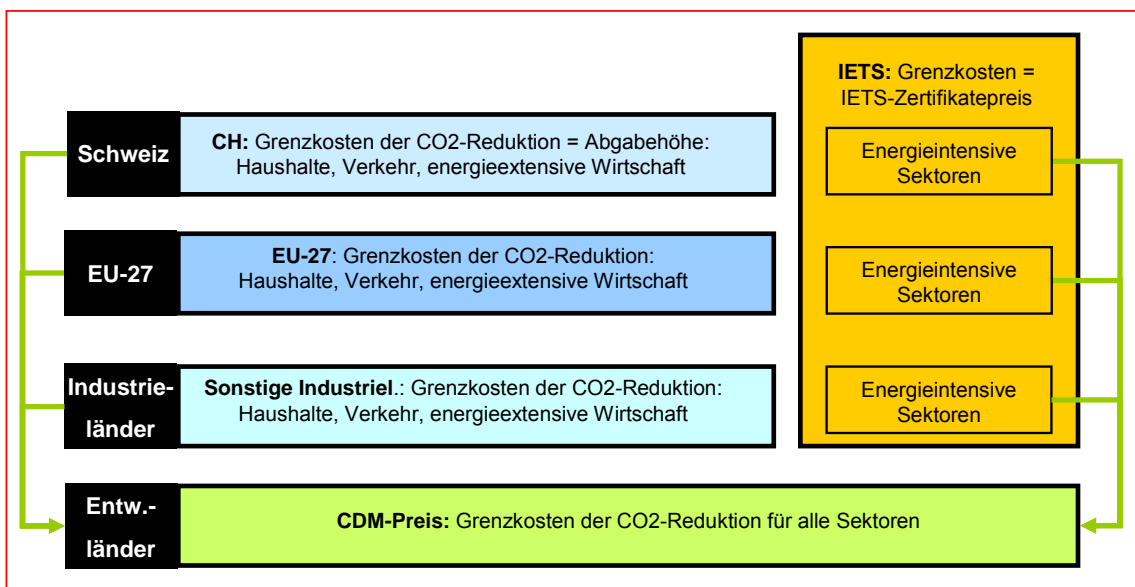 IETS: Grenzkosten =
IETS-Zertifikatepreis
Schweiz
CH: Grenzkosten der CO2-Reduktion = Abgabehöhe:
Haushalte, Verkehr, energieextensive Wirtschaft
Energieintensive
Sektoren
EU-27
EU-27: Grenzkosten der CO2-Reduktion:
Haushalte, Verkehr, energieextensive Wirtschaft
Energieintensive
Sektoren
Industrie-
länder
Sonstige Industriel.: Grenzkosten der CO2-Reduktion:
Haushalte, Verkehr, energieextensive Wirtschaft
Energieintensive
Sektoren
Entw.-
länder
CDM-Preis: Grenzkosten der CO2-Reduktion für alle Sektoren